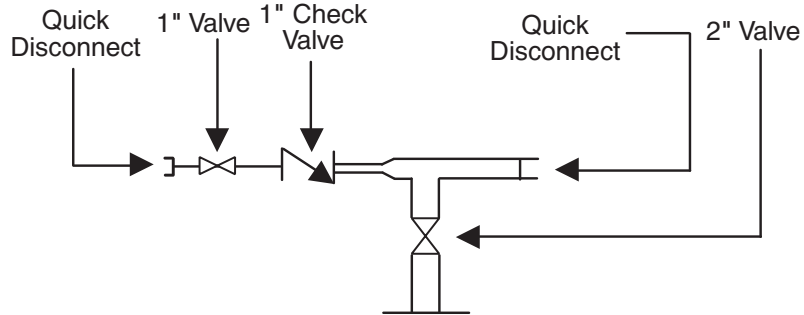 Quick
Disconnect
1" Valve
1" Check
Valve
Quick
Disconnect
2" Valve